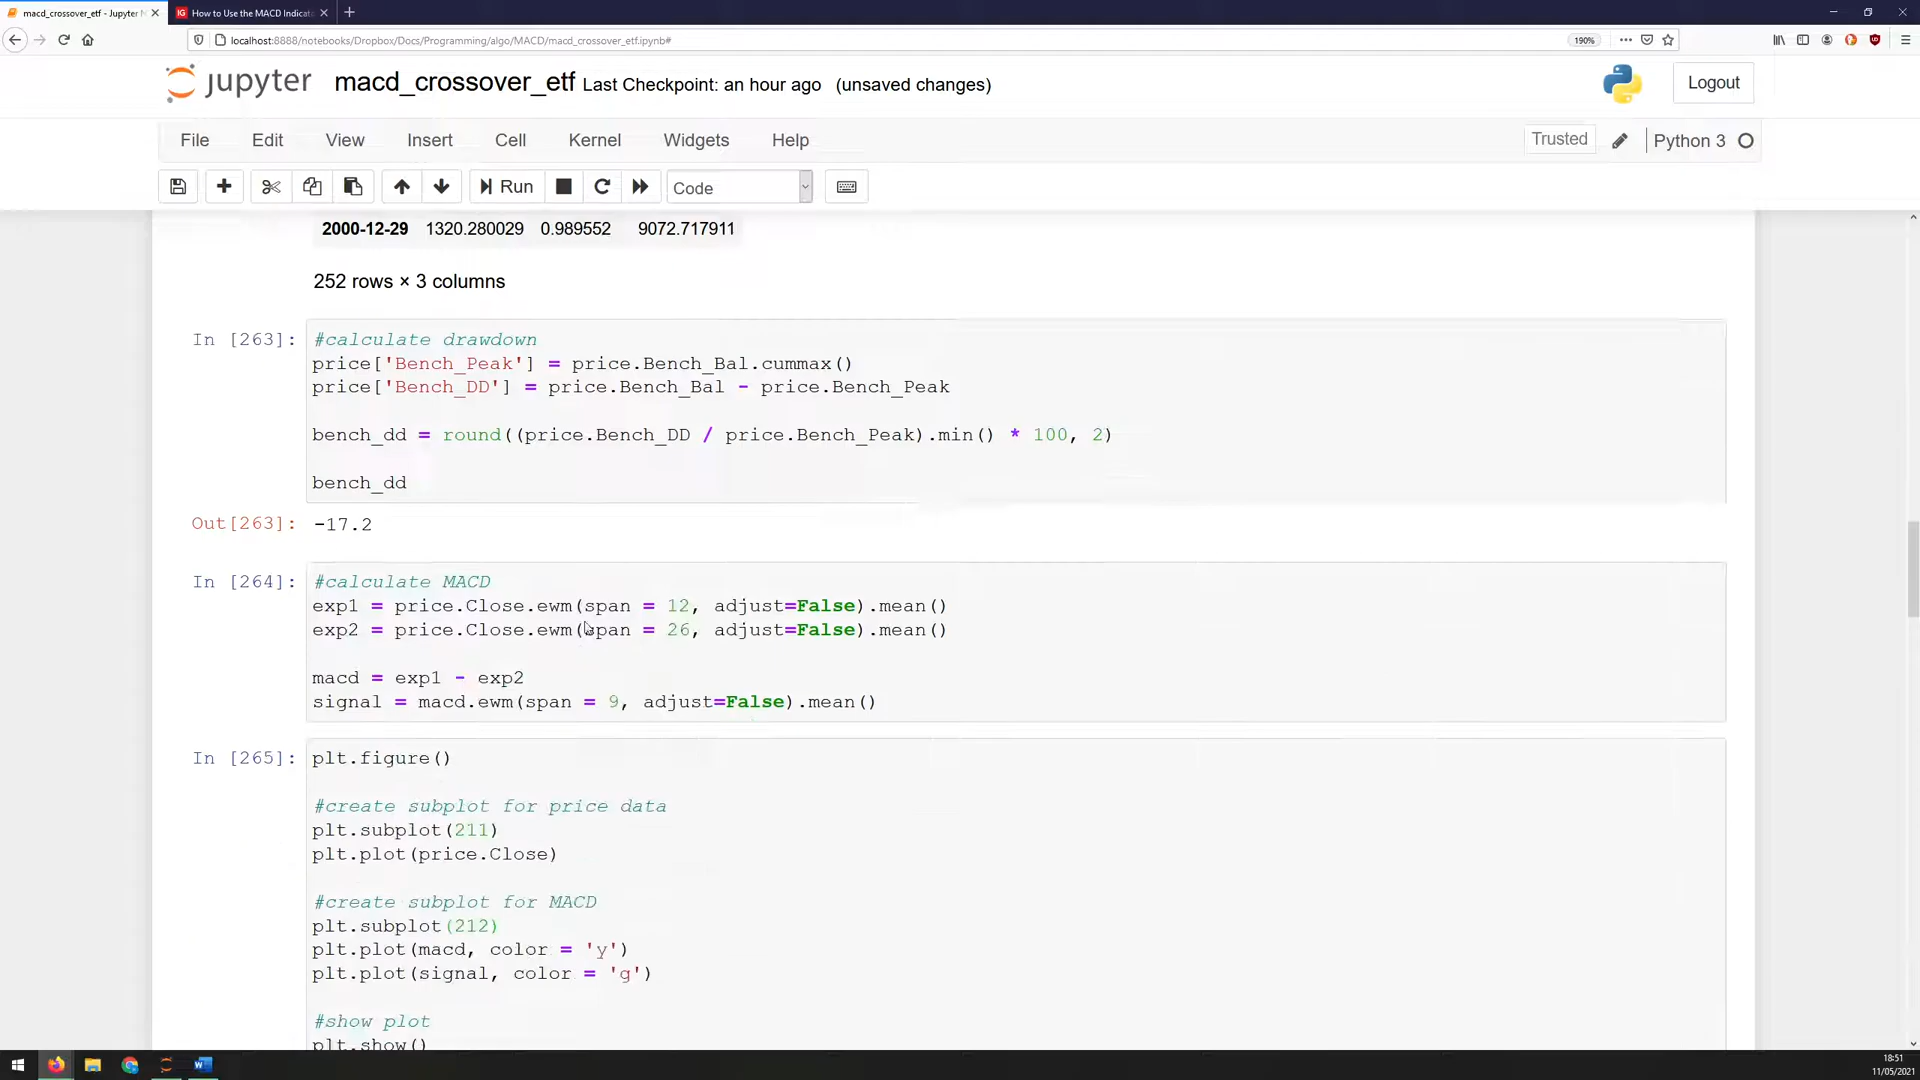 macd_crossover_etf - Jupyter N
How to Use the MACD Indicat
localhost:8888/notebooks/Dropbox/Docs/Programming/algo/MACD/macd_crossover_etf.ipynb#
190%
jupyter
macd_crossover_etf Last Checkpoint: an hour ago (unsaved changes)
Logout
File Edit View Insert Cell Kernel Widgets Help
Trusted
Python 3
Run
Code
2000-12-29 1320.280029 0.989552 9072.717911
252 rows × 3 columns
In [263]:
#calculate drawdown
price['Bench_Peak'] = price.Bench_Bal.cummax()
price['Bench_DD'] = price.Bench_Bal - price.Bench_Peak
bench_dd = round((price.Bench_DD / price.Bench_Peak).min() * 100, 2)
bench_dd
Out[263]: -17.2
In [264]:
#calculate MACD
exp1 = price.Close.ewm(span = 12, adjust=False).mean()
exp2 = price.Close.ewm(span = 26, adjust=False).mean()
macd = exp1 - exp2
signal = macd.ewm(span = 9, adjust=False).mean()
In [265]:
plt.figure()
#create subplot for price data
plt.subplot(211)
plt.plot(price.Close)
#create subplot for MACD
plt.subplot(212)
plt.plot(macd, color = 'y')
plt.plot(signal, color = 'g')
#show plot
plt.show()
18:51
11/05/2021